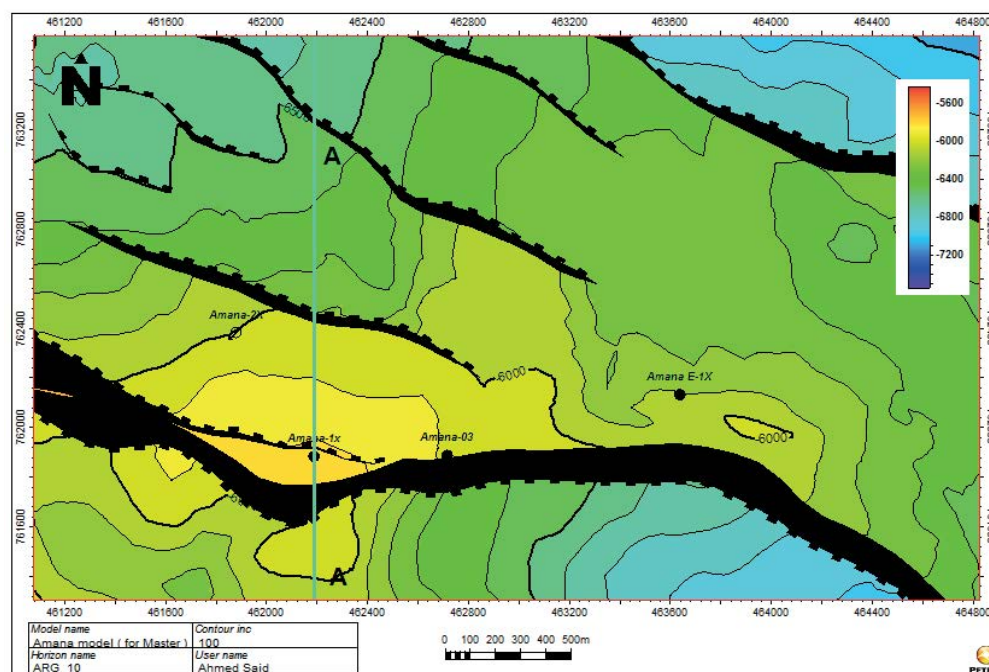 461200 461600 462000 462400 462800 463200 463600 464000 464400 464800
N
763200
762800
762400
762000
761600
-5600
-6000
-6400
-6800
-7200
-6500
A
Amana-2X
-6000
Amana E-1X
Amana-1x
Amana-03
-6000
A
461200 461600 462000 462400 462800 463200 463600 464000 464400 464800
Model name
Amana model ( for Master )
Contour inc
100
Horizon name
ARG_10
User name
Ahmed Said
0 100 200 300 400 500m